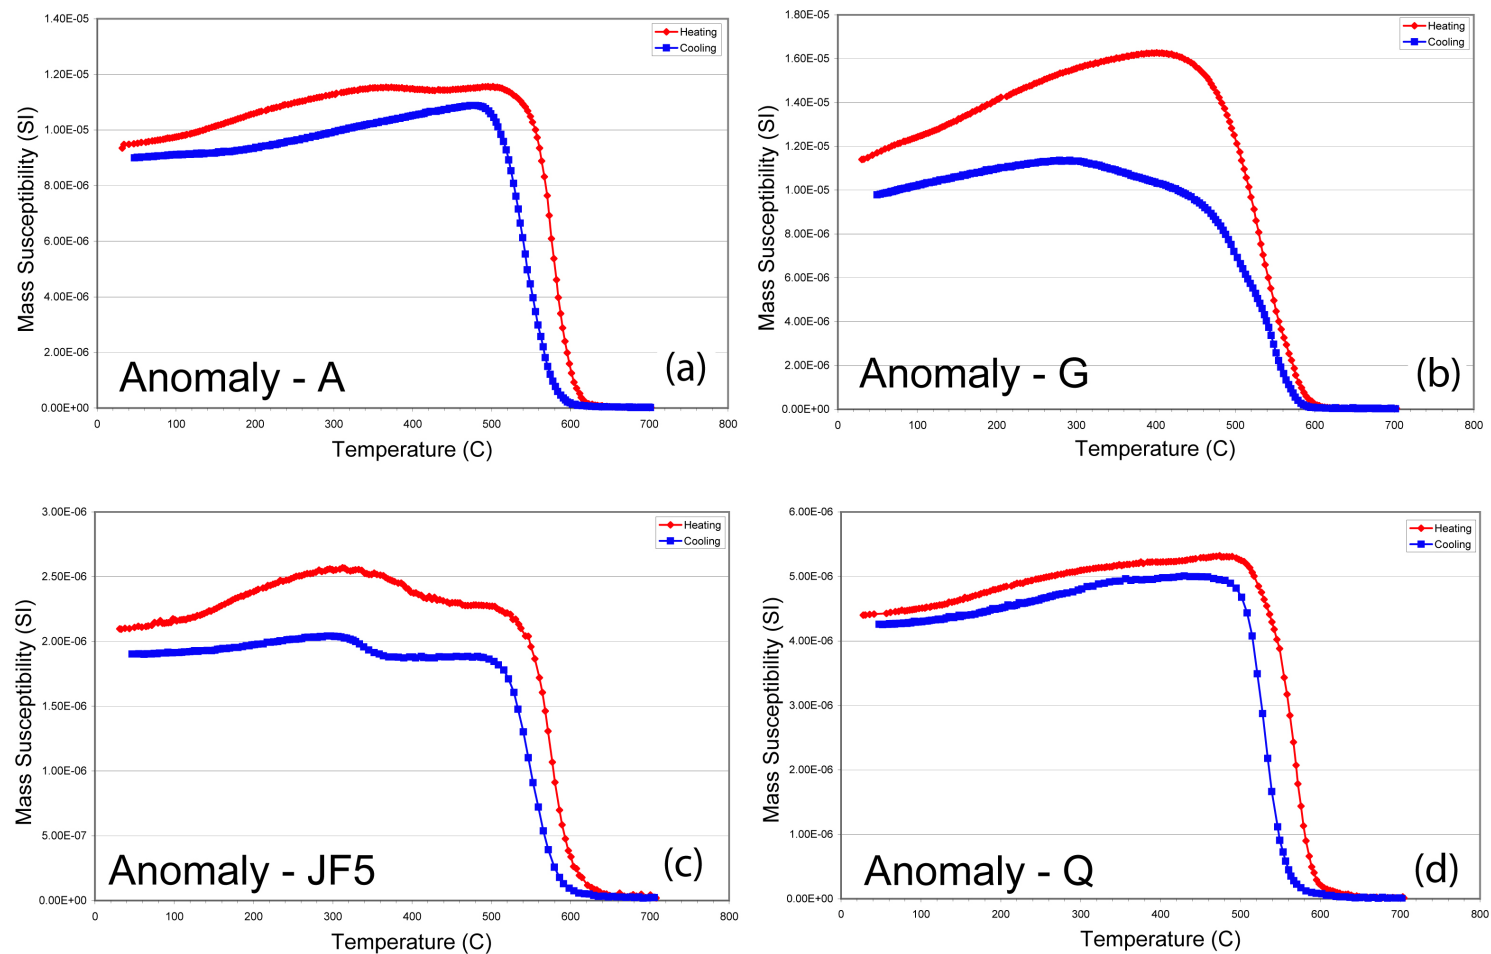 1.40E-05
1.20E-05
1.00E-05
8.00E-06
6.00E-06
4.00E-06
2.00E-06
0.00E+00
Mass Susceptibility (SI)
Heating
Cooling
Anomaly - A
(a)
0 100 200 300 400 500 600 700 800
Temperature (C)
1.80E-05
1.60E-05
1.40E-05
1.20E-05
1.00E-05
8.00E-06
6.00E-06
4.00E-06
2.00E-06
0.00E+00
Mass Susceptibility (SI)
Heating
Cooling
Anomaly - G
(b)
0 100 200 300 400 500 600 700 800
Temperature (C)
3.00E-06
2.50E-06
2.00E-06
1.50E-06
1.00E-06
5.00E-07
0.00E+00
Mass Susceptibility (SI)
Heating
Cooling
Anomaly - JF5
(c)
0 100 200 300 400 500 600 700 800
Temperature (C)
6.00E-06
5.00E-06
4.00E-06
3.00E-06
2.00E-06
1.00E-06
0.00E+00
Mass Susceptibility (SI)
Heating
Cooling
Anomaly - Q
(d)
0 100 200 300 400 500 600 700 800
Temperature (C)